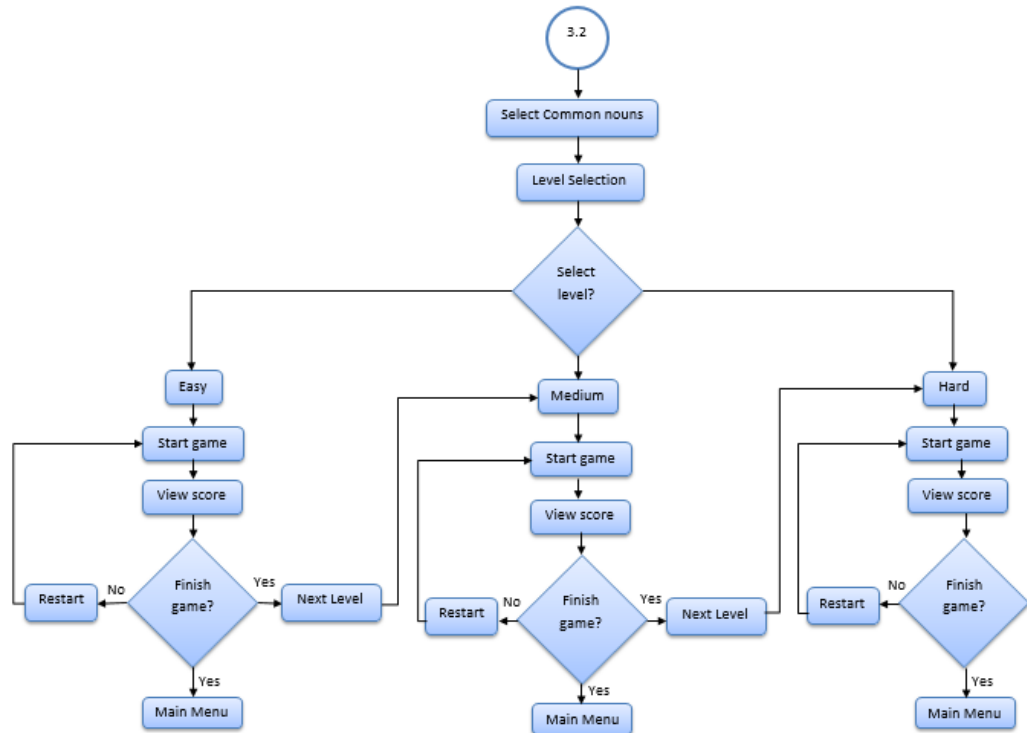 3.2
Select Common nouns
Level Selection
Select
level?
Easy
Start game
View score
Finish
game?
No
Restart
Yes
Next Level
Yes
Main Menu
Medium
Start game
View score
Finish
game?
No
Restart
Yes
Next Level
Yes
Main Menu
Hard
Start game
View score
Finish
game?
No
Restart
Yes
Main Menu